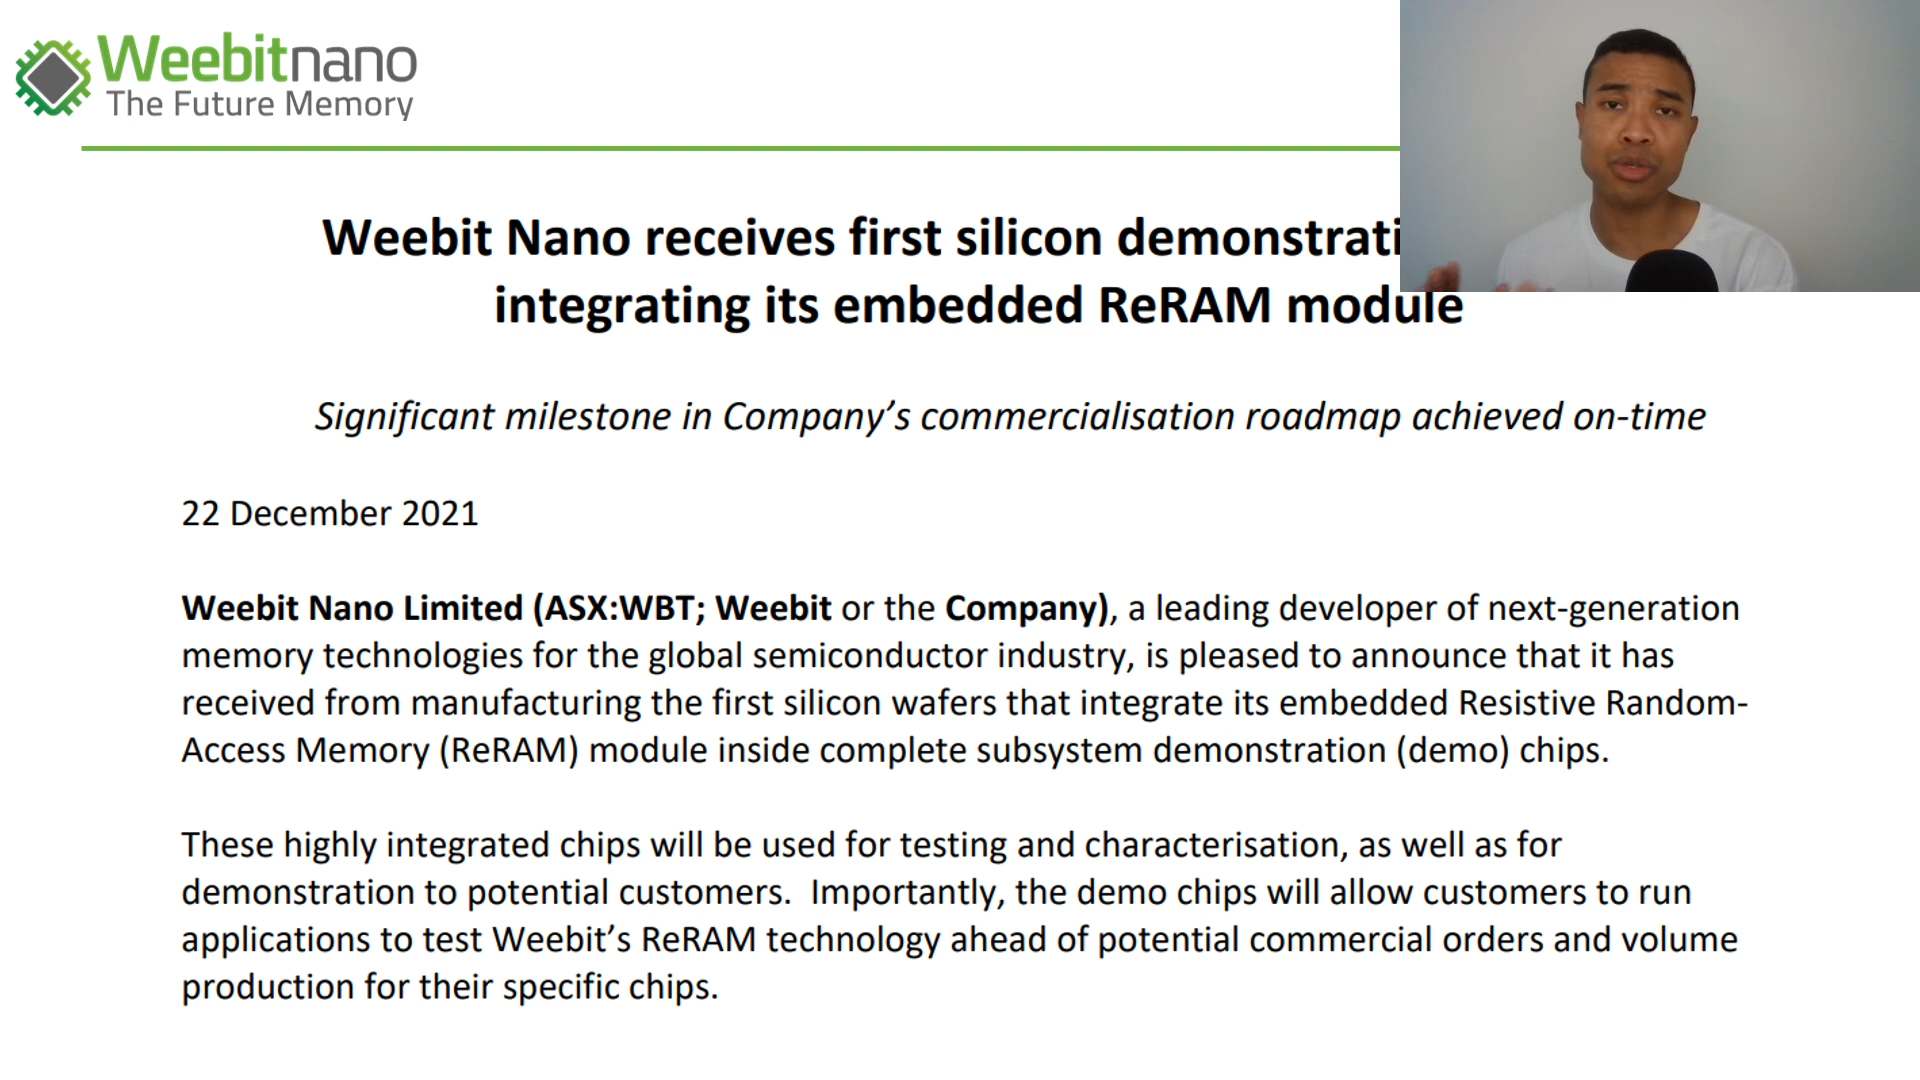 Weebitnano
The Future Memory
Weebit Nano receives first silicon
integrating its embedded ReRAM module
Significant milestone in Company’s commercialisation roadmap achieved on-time
22 December 2021
Weebit Nano Limited (ASX:WBT; Weebit or the Company), a leading developer of next-generation
memory technologies for the global semiconductor industry, is pleased to announce that it has
received from manufacturing the first silicon wafers that integrate its embedded Resistive Random-
Access Memory (ReRAM) module inside complete subsystem demonstration (demo) chips.
These highly integrated chips will be used for testing and characterisation, as well as for
demonstration to potential customers.  Importantly, the demo chips will allow customers to run
applications to test Weebit’s ReRAM technology ahead of potential commercial orders and volume
production for their specific chips.